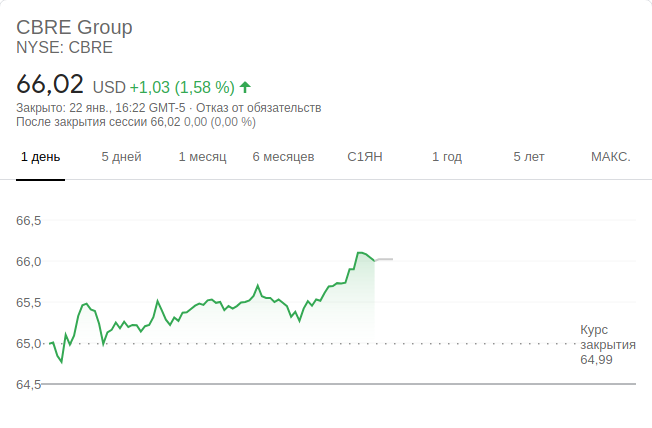 CBRE Group
NYSE: CBRE
66,02 USD +1,03 (1,58 %)
Закрыто: 22 янв., 16:22 GMT-5 · Отказ от обязательств
После закрытия сессии 66,02 0,00 (0,00 %)
1 день 5 дней 1 месяц 6 месяцев С1ЯН 1 год 5 лет МАКС.
66,5
66,0
65,5
65,0
64,5
Курс
закрытия
64,99